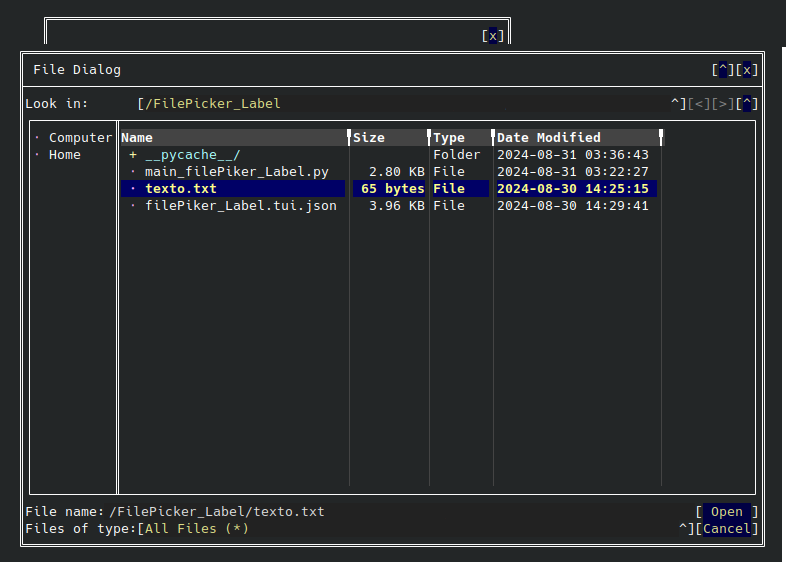 [x]
File Dialog [^][x]
Look in: [/FilePicker_Label ^][<][>][^]
· Computer
· Home
Name Size Type Date Modified
+ __pycache__/ Folder 2024-08-31 03:36:43
· main_filePiker_Label.py 2.80 KB File 2024-08-31 03:22:27
· texto.txt 65 bytes File 2024-08-30 14:25:15
· filePiker_Label.tui.json 3.96 KB File 2024-08-30 14:29:41
File name: /FilePicker_Label/texto.txt [ Open ]
Files of type:[All Files (*) ^][Cancel]